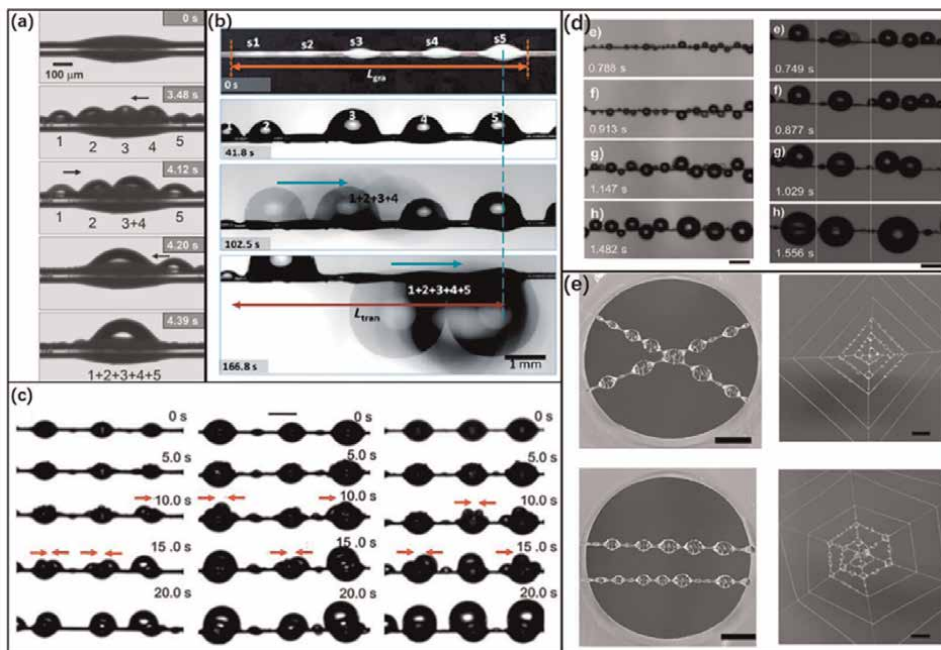 (a)
0 s
100 μm
3.48 s
1 2 3 4 5
4.12 s
1 2 3+4 5
4.20 s
4.39 s
1+2+3+4+5
(b)
s1 s2 s3 s4 s5
Lgra
0 s
1 2 3 4 5
41.8 s
1+2+3+4
102.5 s
1+2+3+4+5
Ltran
166.8 s
1 mm
(c)
0 s 0 s 0 s
5.0 s 5.0 s 5.0 s
10.0 s 10.0 s 10.0 s
15.0 s 15.0 s 15.0 s
20.0 s 20.0 s 20.0 s
(d)
e) e)
0.788 s 0.749 s
f) f)
0.913 s 0.877 s
g) g)
1.147 s 1.029 s
h) h)
1.482 s 1.556 s
(e)